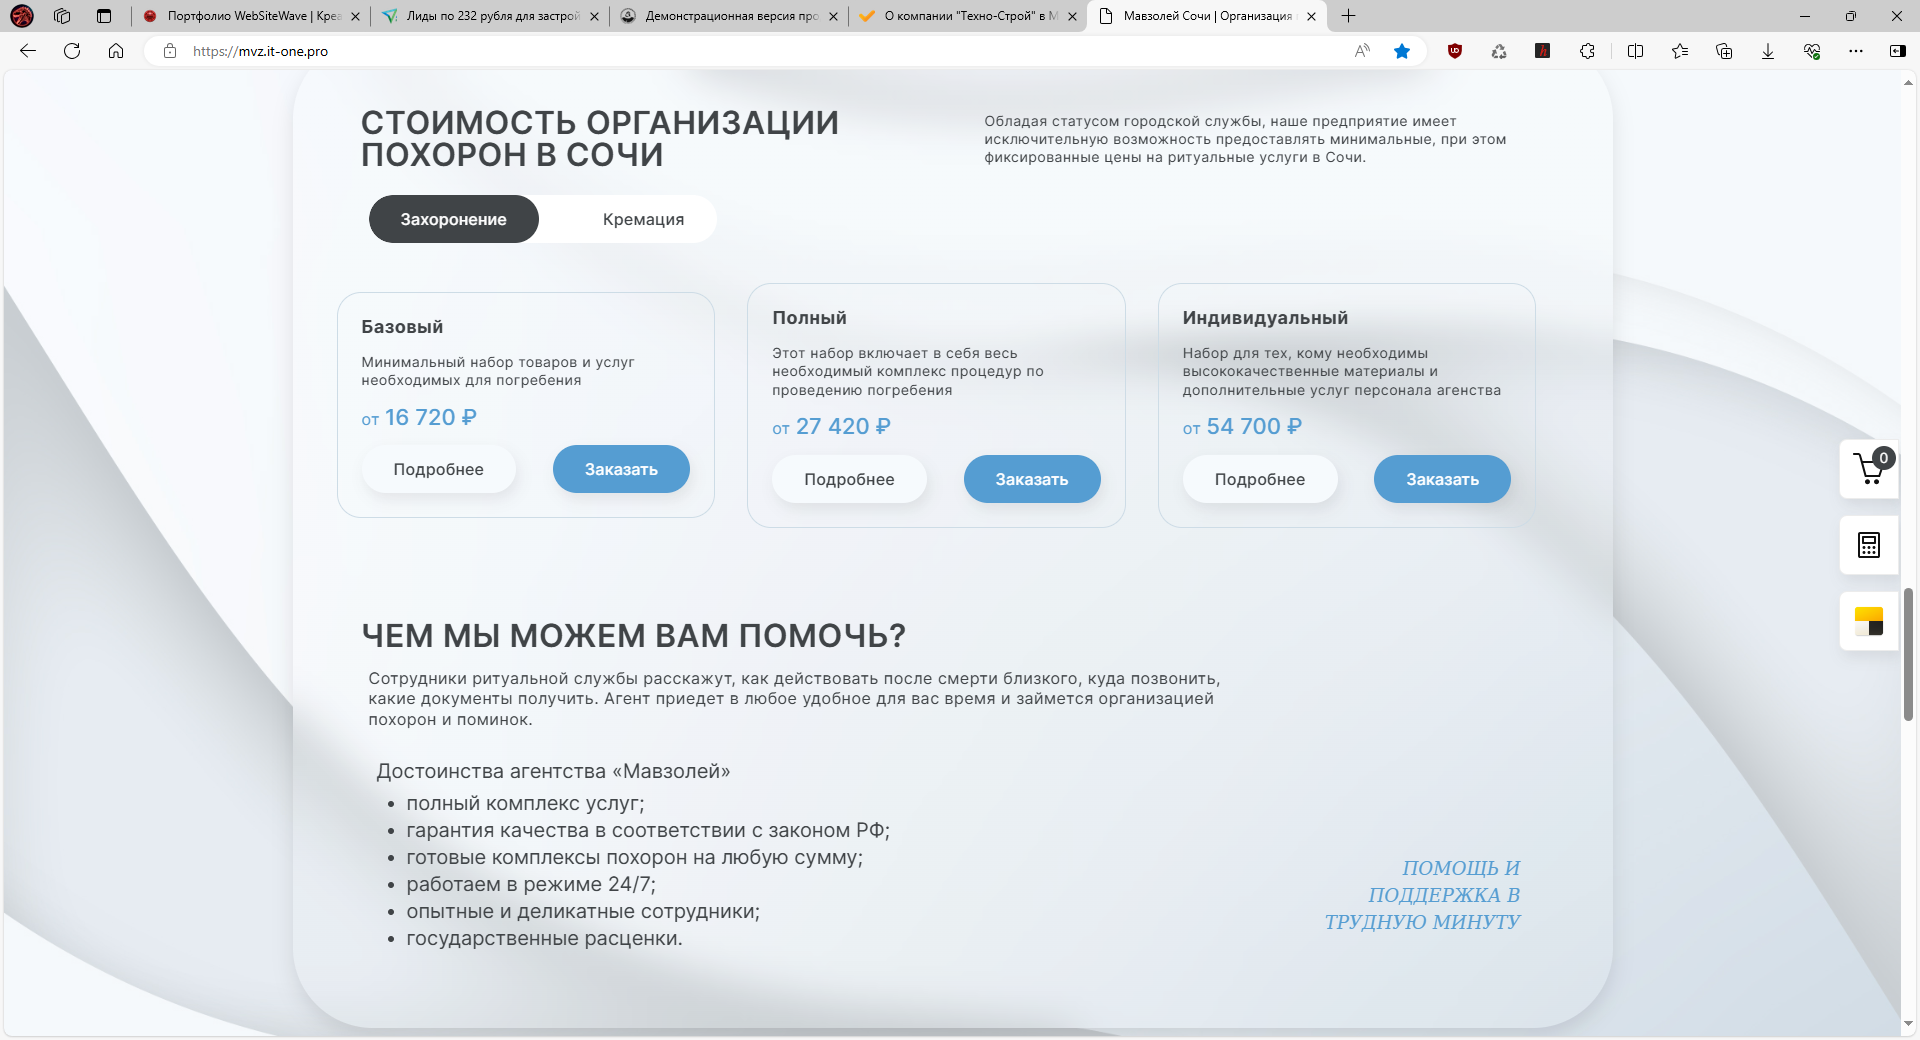 Портфолио WebSiteWave | Креа
Лиды по 232 рубля для застрой
Демонстрационная версия про
О компании "Техно-Строй" в М
Мавзолей Сочи | Организация
https://mvz.it-one.pro
СТОИМОСТЬ ОРГАНИЗАЦИИ
ПОХОРОН В СОЧИ
Обладая статусом городской службы, наше предприятие имеет
исключительную возможность предоставлять минимальные, при этом
фиксированные цены на ритуальные услуги в Сочи.
Захоронение
Кремация
Базовый
Минимальный набор товаров и услуг
необходимых для погребения
от 16 720 ₽
Подробнее
Заказать
Полный
Этот набор включает в себя весь
необходимый комплекс процедур по
проведению погребения
от 27 420 ₽
Подробнее
Заказать
Индивидуальный
Набор для тех, кому необходимы
высококачественные материалы и
дополнительные услуг персонала агенства
от 54 700 ₽
Подробнее
Заказать
0
ЧЕМ МЫ МОЖЕМ ВАМ ПОМОЧЬ?
Сотрудники ритуальной службы расскажут, как действовать после смерти близкого, куда позвонить,
какие документы получить. Агент приедет в любое удобное для вас время и займется организацией
похорон и поминок.
Достоинства агентства «Мавзолей»
• полный комплекс услуг;
• гарантия качества в соответствии с законом РФ;
• готовые комплексы похорон на любую сумму;
• работаем в режиме 24/7;
• опытные и деликатные сотрудники;
• государственные расценки.
ПОМОЩЬ И
ПОДДЕРЖКА В
ТРУДНУЮ МИНУТУ